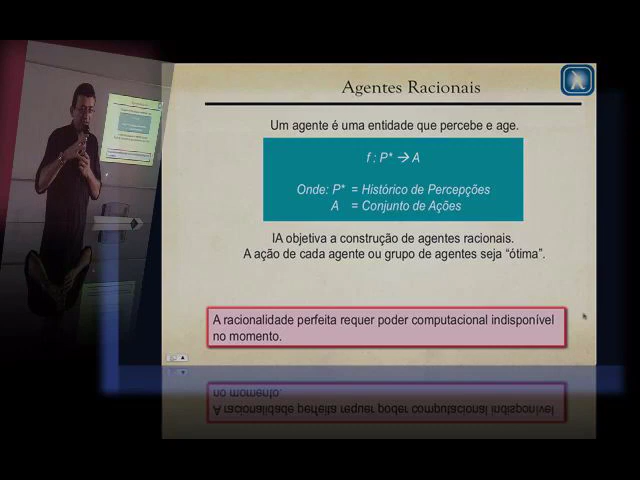 Agentes Racionais
Um agente é uma entidade que percebe e age.
f : P* → A
Onde: P* = Histórico de Percepções
A = Conjunto de Ações
IA objetiva a construção de agentes racionais.
A ação de cada agente ou grupo de agentes seja “ótima”.
A racionalidade perfeita requer poder computacional indisponível
no momento.